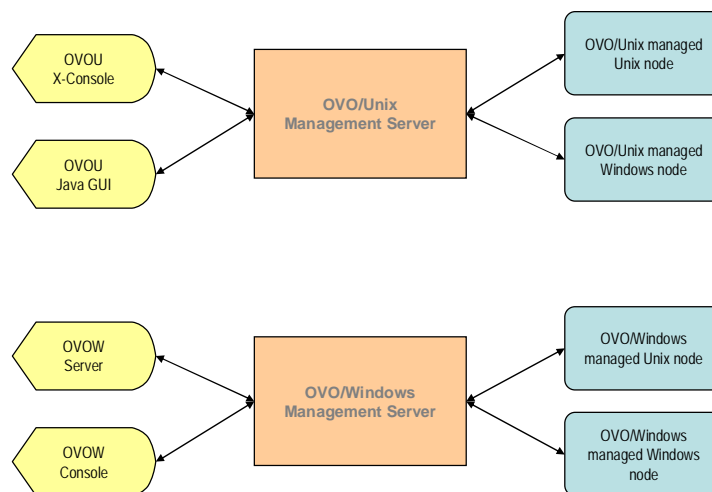 OVOU
X-Console
OVO/Unix
Management Server
OVO/Unix managed
Unix node
OVOU
Java GUI
OVO/Unix managed
Windows node
OVOW
Server
OVO/Windows
Management Server
OVO/Windows
managed Unix node
OVOW
Console
OVO/Windows
managed Windows
node